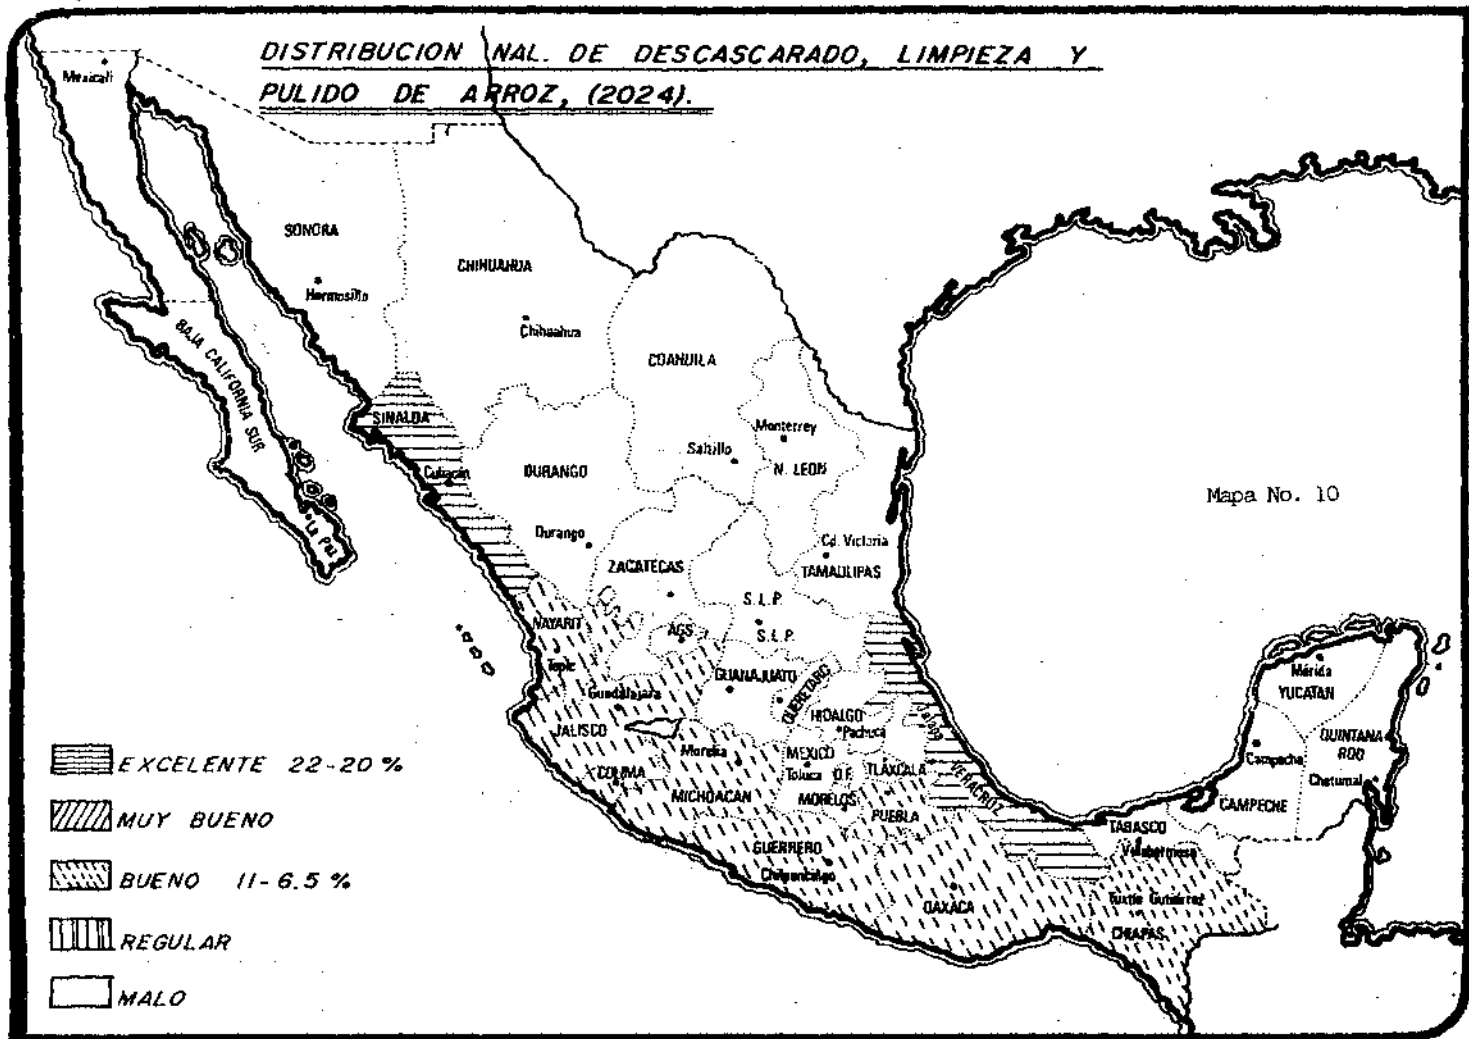 DISTRIBUCION NAL. DE DESCASCARADO, LIMPIEZA Y
PULIDO DE ARROZ, (2024).
Mexicali
SONORA
Hermosillo
CHIHUAHUA
Chihuahua
BAJA CALIFORNIA SUR
La Paz
COAHUILA
Saltillo
Monterrey
N. LEON
SINALOA
Culiacán
DURANGO
Durango
ZACATECAS
Cd. Victoria
TAMAULIPAS
S.L.P.
S.L.P.
AGS
NAYARIT
Tepic
Guadalajara
JALISCO
GUANAJUATO
QUERETARO
HIDALGO
Pachuca
Jalapa
VERACROZ
COLIMA
Morelia
MICHOACAN
MEXICO
Toluca
D.F.
TLAXCALA
MORELOS
PUEBLA
GUERRERO
Chilpancingo
OAXACA
TABASCO
Villahermosa
Tuxtla Gutiérrez
CHIAPAS
Mérida
YUCATAN
Campeche
CAMPECHE
QUINTANA
ROO
Chetumal
Mapa No. 10
EXCELENTE 22-20 %
MUY BUENO
BUENO 11-6.5 %
REGULAR
MALO